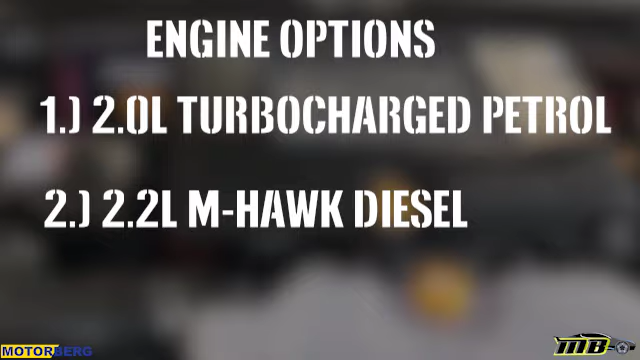 ENGINE OPTIONS
1.) 2.0L TURBOCHARGED PETROL
2.) 2.2L M-HAWK DIESEL
MOTORBERG
MB